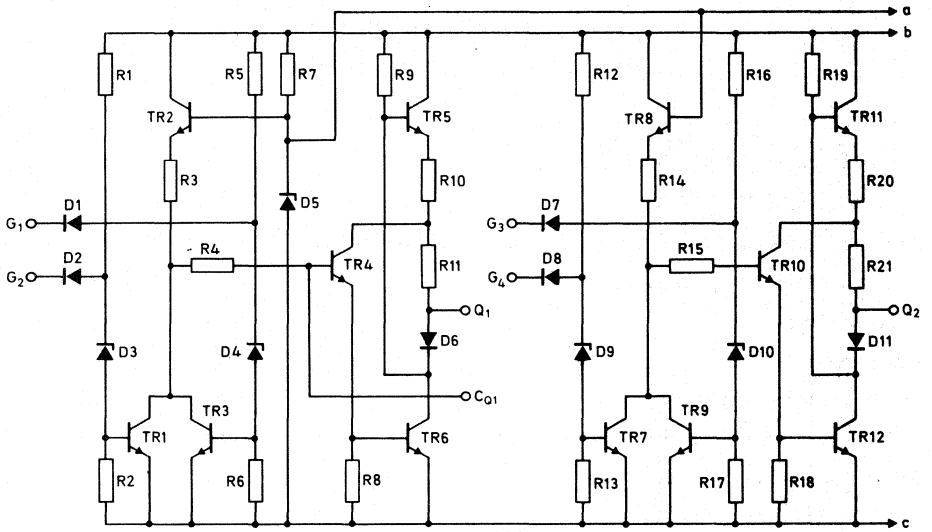 a
b
R1 R5 R7 R9 R12 R16 R19
TR2 TR5 TR8 TR11
R3 R10 R14 R20
D1 D5 D7
G1 G3
D2 R4 TR4 R11 D8 R15 TR10 R21
G2 G4
Q1 Q2
D3 D4 D6 D9 D10 D11
CQ1
TR3 TR9
TR1 TR6 TR7 TR12
R2 R6 R8 R13 R17 R18
c